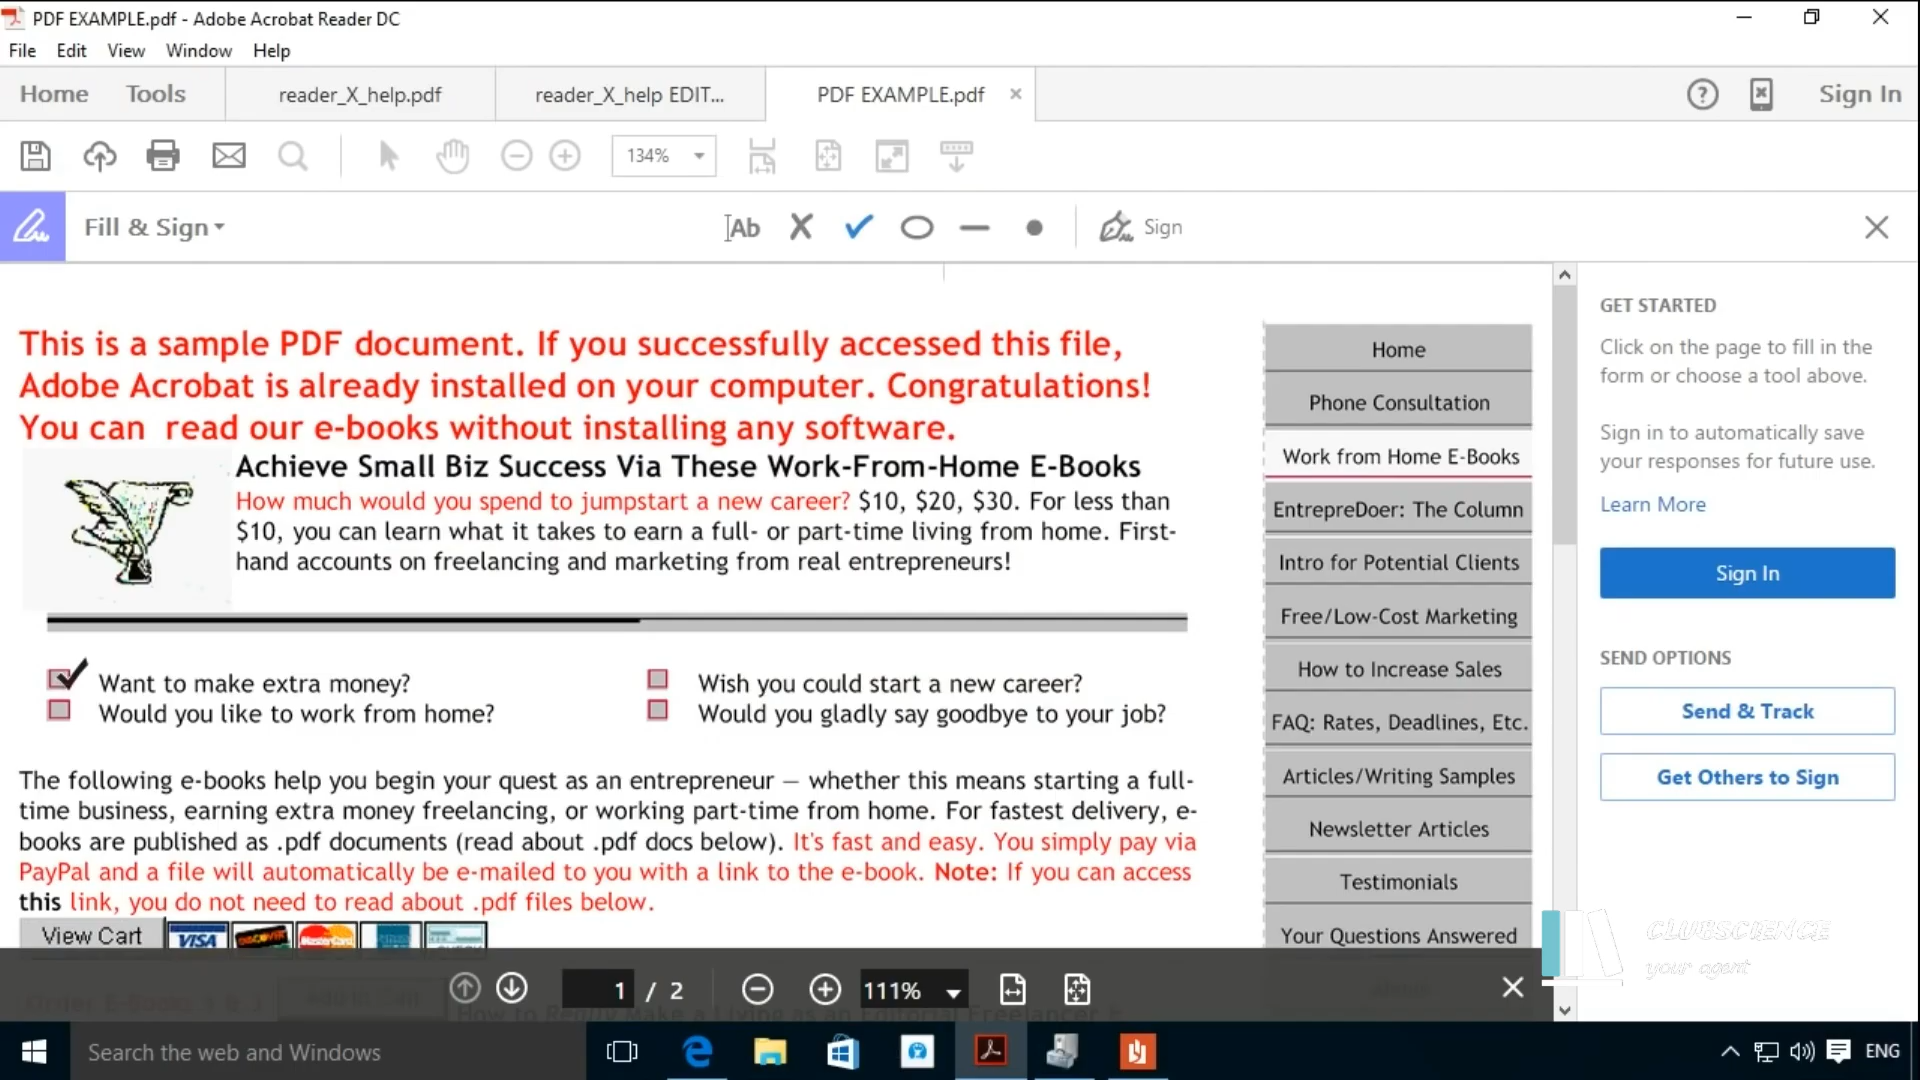 PDF EXAMPLE.pdf - Adobe Acrobat Reader DC
File Edit View Window Help
Home Tools reader_X_help.pdf reader_X_help EDIT... PDF EXAMPLE.pdf Sign In
134%
Fill & Sign Ab Sign
This is a sample PDF document. If you successfully accessed this file,
Adobe Acrobat is already installed on your computer. Congratulations!
You can read our e-books without installing any software.
Achieve Small Biz Success Via These Work-From-Home E-Books
How much would you spend to jumpstart a new career? $10, $20, $30. For less than
$10, you can learn what it takes to earn a full- or part-time living from home. First-
hand accounts on freelancing and marketing from real entrepreneurs!
Want to make extra money? Wish you could start a new career?
Would you like to work from home? Would you gladly say goodbye to your job?
The following e-books help you begin your quest as an entrepreneur — whether this means starting a full-
time business, earning extra money freelancing, or working part-time from home. For fastest delivery, e-
books are published as .pdf documents (read about .pdf docs below). It's fast and easy. You simply pay via
PayPal and a file will automatically be e-mailed to you with a link to the e-book. Note: If you can access
this link, you do not need to read about .pdf files below.
View Cart VISA DISCOVER MasterCard
How to Really Make a Living as an Editorial Freelancer
Home
Phone Consultation
Work from Home E-Books
EntrepreDoer: The Column
Intro for Potential Clients
Free/Low-Cost Marketing
How to Increase Sales
FAQ: Rates, Deadlines, Etc.
Articles/Writing Samples
Newsletter Articles
Testimonials
Your Questions Answered
GET STARTED
Click on the page to fill in the
form or choose a tool above.
Sign in to automatically save
your responses for future use.
Learn More
Sign In
SEND OPTIONS
Send & Track
Get Others to Sign
CLUBSCIENCE
your agent
1 / 2 111%
Search the web and Windows
ENG